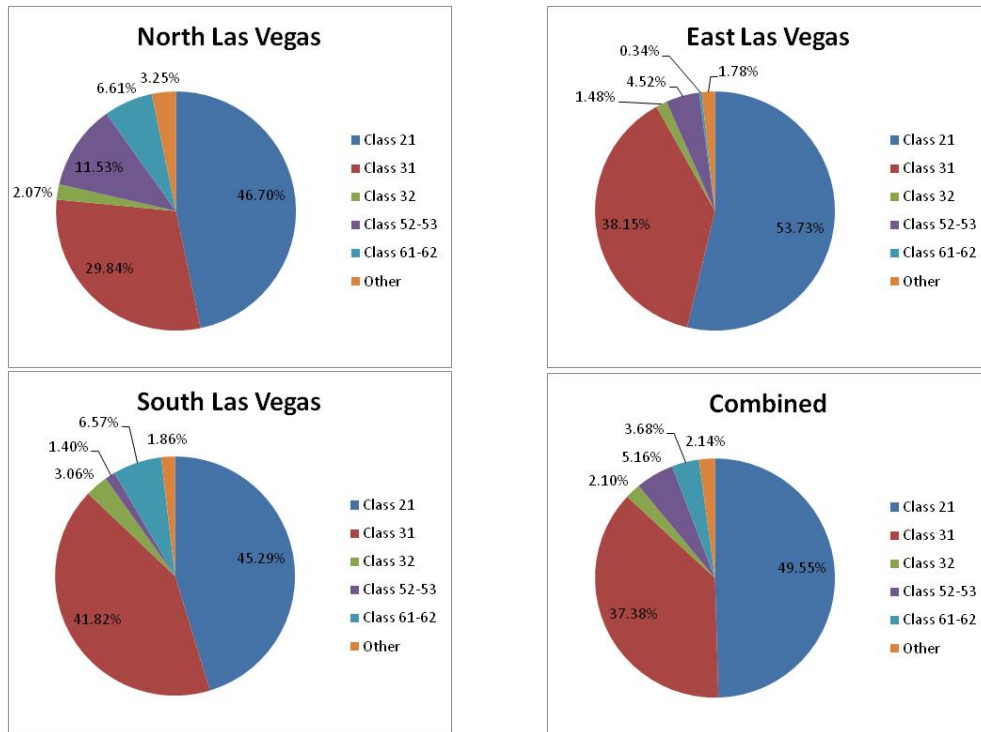 North Las Vegas
3.25%
6.61%
11.53%
2.07%
29.84%
46.70%
Class 21
Class 31
Class 32
Class 52-53
Class 61-62
Other
East Las Vegas
0.34%
1.78%
4.52%
1.48%
38.15%
53.73%
Class 21
Class 31
Class 32
Class 52-53
Class 61-62
Other
South Las Vegas
6.57%
1.86%
1.40%
3.06%
45.29%
41.82%
Class 21
Class 31
Class 32
Class 52-53
Class 61-62
Other
Combined
3.68%
2.14%
5.16%
2.10%
49.55%
37.38%
Class 21
Class 31
Class 32
Class 52-53
Class 61-62
Other